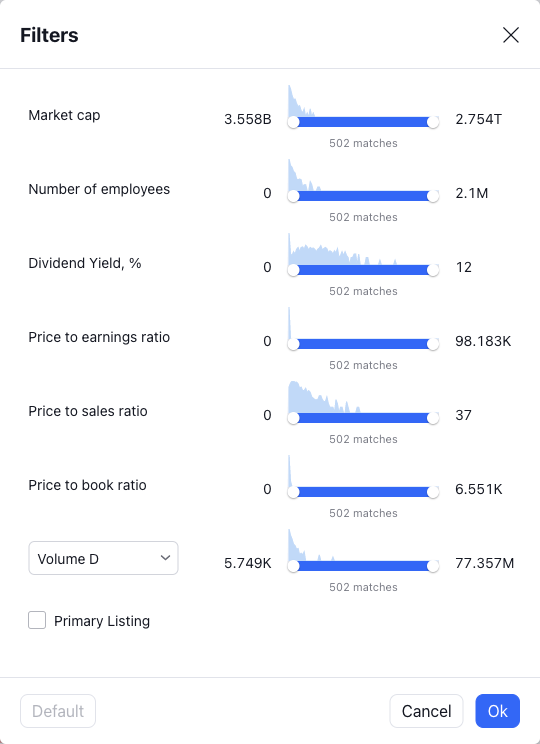 Filters
Market cap 3.558B 2.754T
502 matches
Number of employees 0 2.1M
502 matches
Dividend Yield, % 0 12
502 matches
Price to earnings ratio 0 98.183K
502 matches
Price to sales ratio 0 37
502 matches
Price to book ratio 0 6.551K
502 matches
Volume D 5.749K 77.357M
502 matches
Primary Listing
Default Cancel Ok